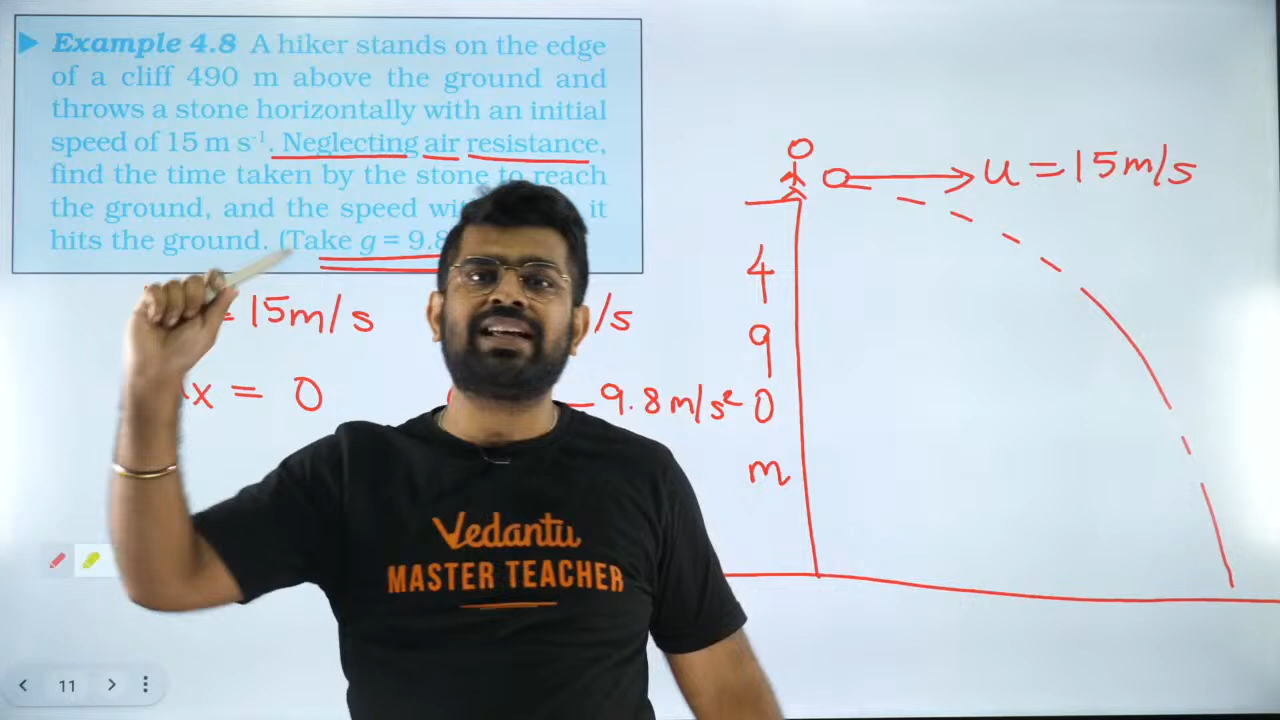 Example 4.8 A hiker stands on the edge
of a cliff 490 m above the ground and
throws a stone horizontally with an initial
speed of 15 m s⁻¹. Neglecting air resistance,
find the time taken by the stone to reach
the ground, and the speed it
hits the ground. (Take g = 9.8
= 15m/s
/s
x = 0
-9.8 m/s²
u = 15m/s
4
9
0
m
Vedantu
MASTER TEACHER
11